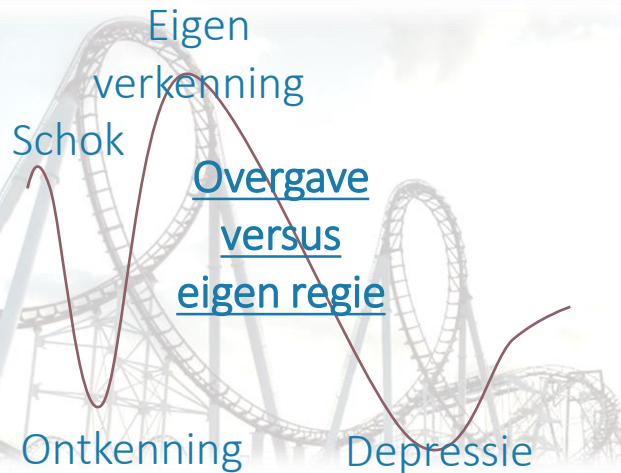 Eigen
verkenning
Schok
Overgave
versus
eigen regie
Ontkenning
Depressie